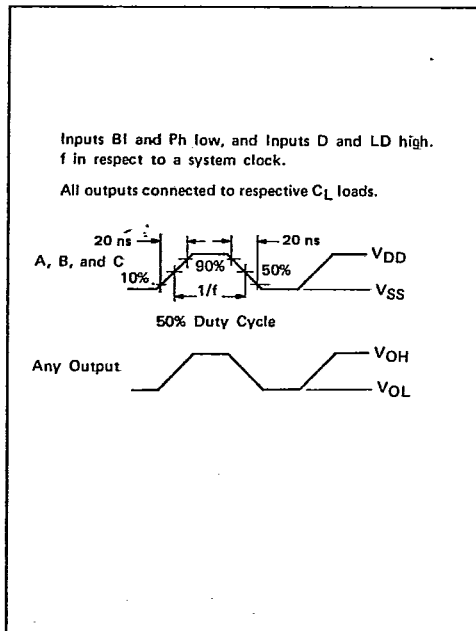 Inputs BI and Ph low, and Inputs D and LD high.
f in respect to a system clock.
All outputs connected to respective CL loads.
20 ns
20 ns
A, B, and C
10%
90%
50%
VDD
VSS
1/f
50% Duty Cycle
Any Output
VOH
VOL